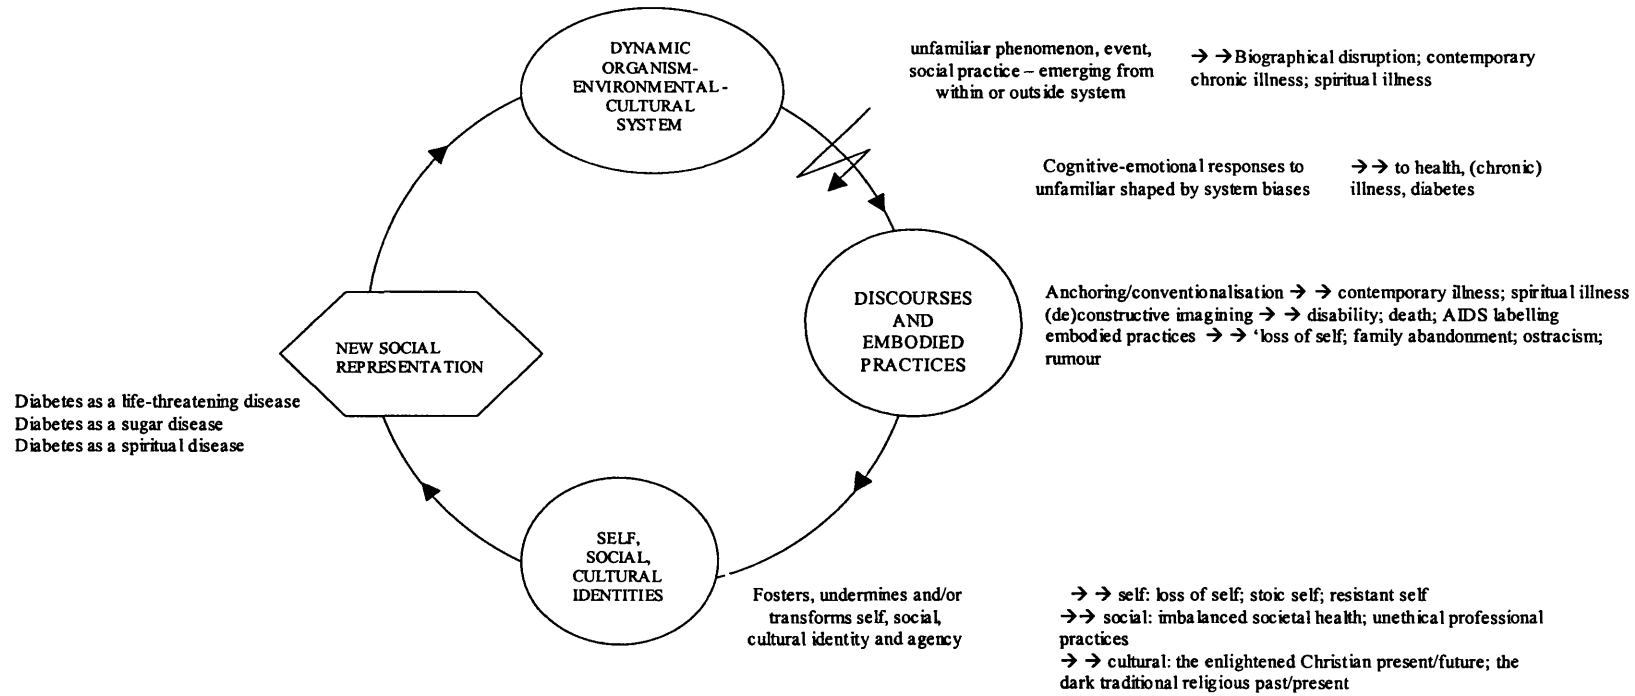 DYNAMIC
ORGANISM-
ENVIRONMENTAL-
CULTURAL
SYSTEM
unfamiliar phenomenon, event,
social practice – emerging from
within or outside system
→ →Biographical disruption; contemporary
chronic illness; spiritual illness
Cognitive-emotional responses to
unfamiliar shaped by system biases
→ → to health, (chronic)
illness, diabetes
DISCOURSES
AND
EMBODIED
PRACTICES
Anchoring/conventionalisation → → contemporary illness; spiritual illness
(de)constructive imagining → → disability; death; AIDS labelling
embodied practices → → ‘loss of self; family abandonment; ostracism;
rumour
NEW SOCIAL
REPRESENTATION
Diabetes as a life-threatening disease
Diabetes as a sugar disease
Diabetes as a spiritual disease
SELF,
SOCIAL,
CULTURAL
IDENTITIES
Fosters, undermines and/or
transforms self, social,
cultural identity and agency
→ → self: loss of self; stoic self; resistant self
→→ social: imbalanced societal health; unethical professional
practices
→ → cultural: the enlightened Christian present/future; the
dark traditional religious past/present